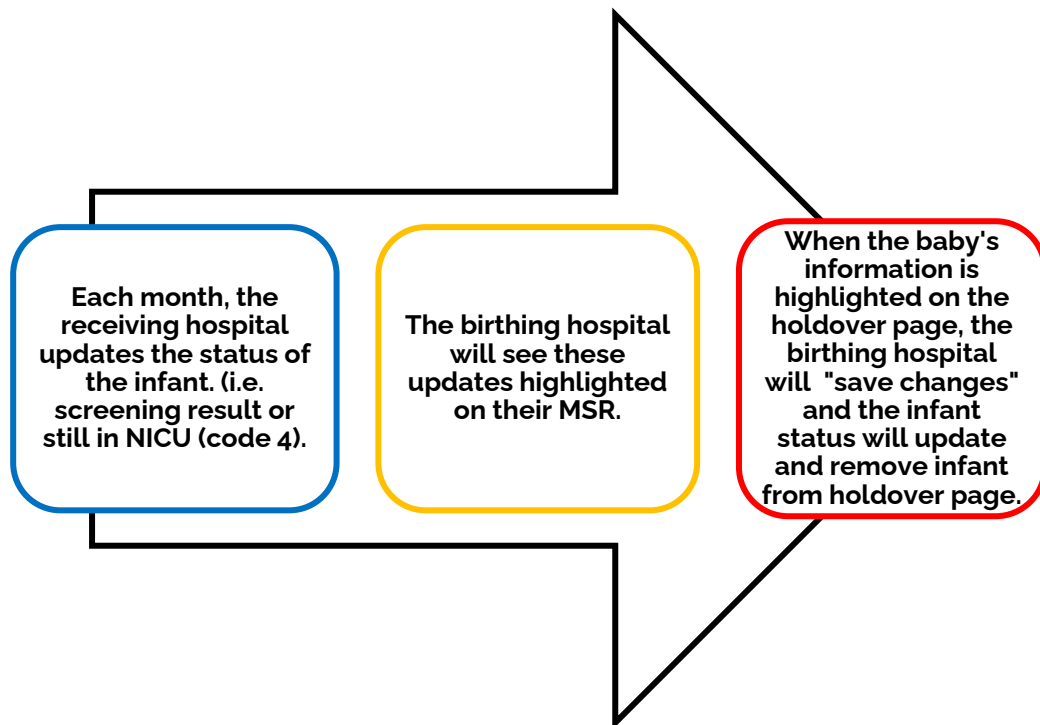 Each month, the
receiving hospital
updates the status of
the infant. (i.e.
screening result or
still in NICU (code 4).
The birthing hospital
will see these
updates highlighted
on their MSR.
When the baby's
information is
highlighted on the
holdover page, the
birthing hospital
will  "save changes"
and the infant
status will update
and remove infant
from holdover page.